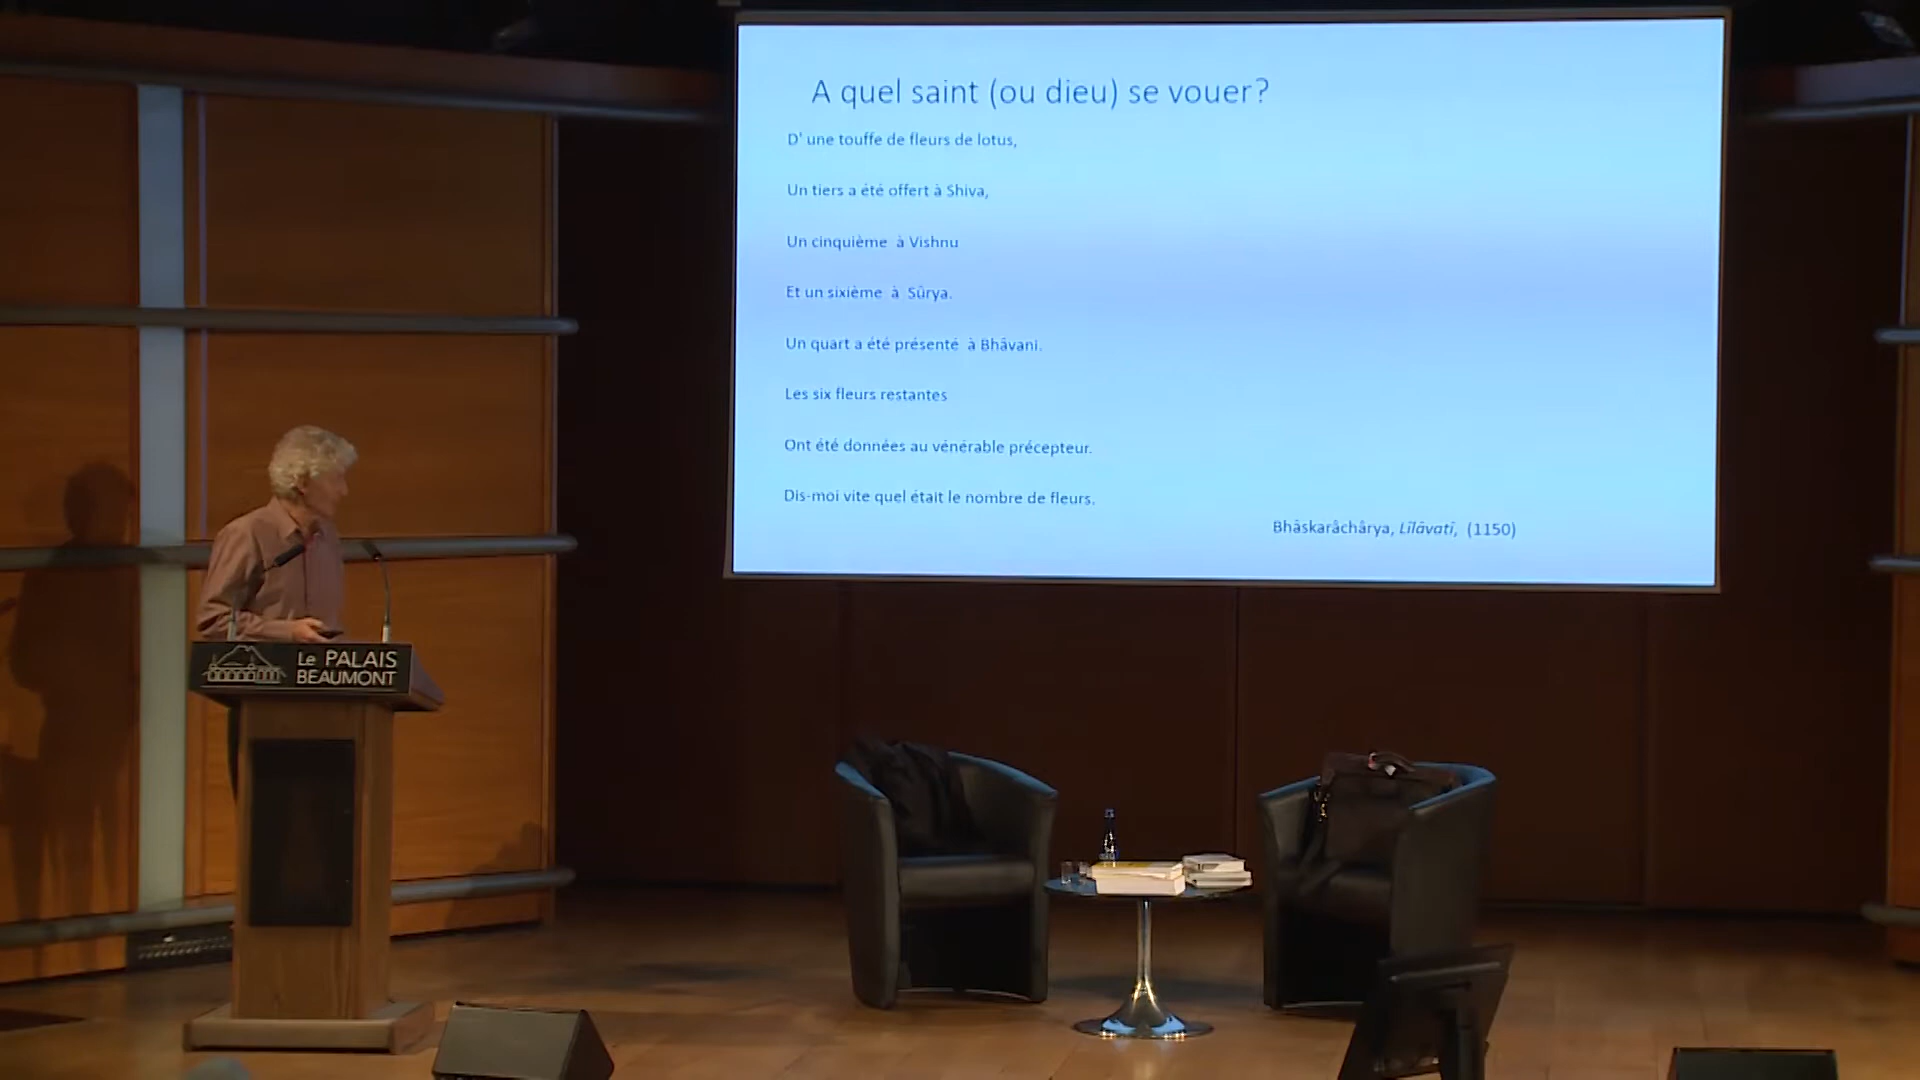 A quel saint (ou dieu) se vouer?
D' une touffe de fleurs de lotus,
Un tiers a été offert à Shiva,
Un cinquième à Vishnu
Et un sixième à Sûrya.
Un quart a été présenté à Bhâvani.
Les six fleurs restantes
Ont été données au vénérable précepteur.
Dis-moi vite quel était le nombre de fleurs.
Bhâskarâchârya, Lîlâvatî, (1150)
Le PALAIS
BEAUMONT